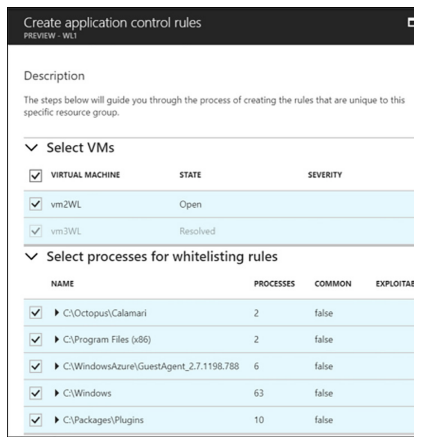 Create application control rules
PREVIEW - WL1
Description
The steps below will guide you through the process of creating the rules that are unique to this
specific resource group.
Select VMs
VIRTUAL MACHINE STATE SEVERITY
vm2WL Open
vm3WL Resolved
Select processes for whitelisting rules
NAME PROCESSES COMMON EXPLOITAB
C:\Octopus\Calamari 2 false
C:\Program Files (x86) 2 false
C:\WindowsAzure\GuestAgent_2.7.1198.788 6 false
C:\Windows 63 false
C:\Packages\Plugins 10 false